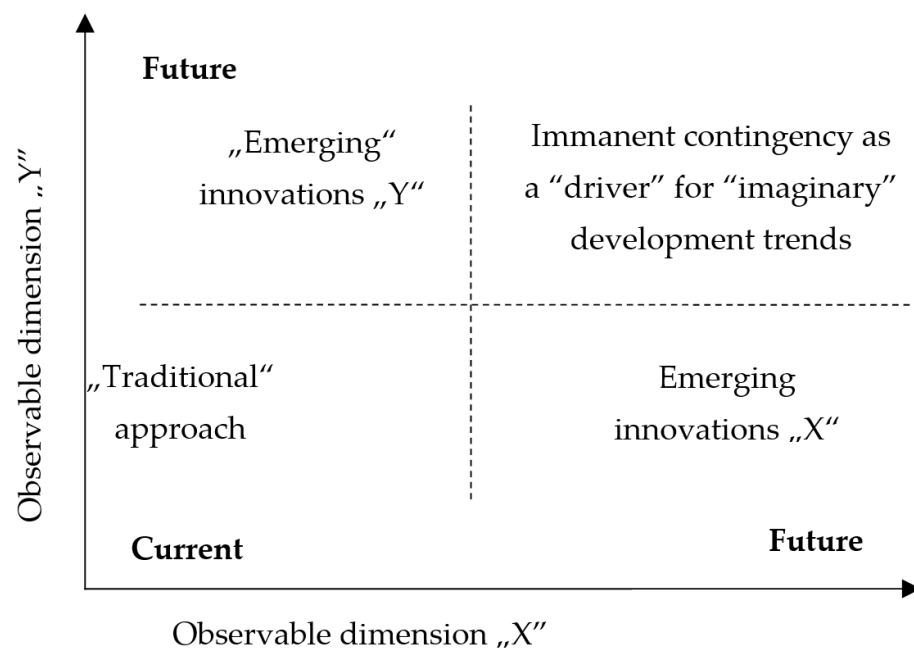 Future
„Emerging“
innovations „Y“
Immanent contingency as
a “driver” for “imaginary”
development trends
Observable dimension „Y”
„Traditional“
approach
Emerging
innovations „X“
Current
Future
Observable dimension „X”